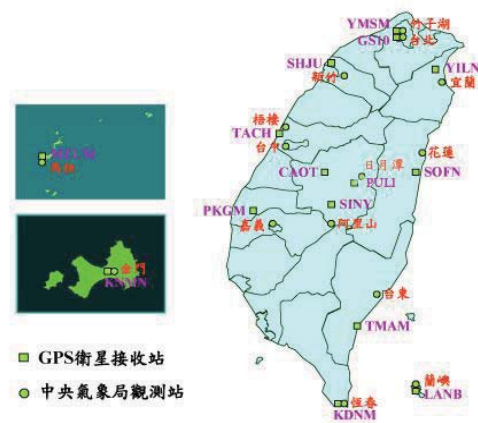 YMSM 竹子湖
GS10 台北
SHJU
新竹
YILN
宜蘭
梧棲
TACH
台中
花蓮
CAOT
日月潭
PULI
SOFN
PKGM
SINY
嘉義
阿里山
台東
TMAM
蘭嶼
LANB
恆春
KDNM
馬祖
金門
KNMN
GPS衛星接收站
中央氣象局觀測站